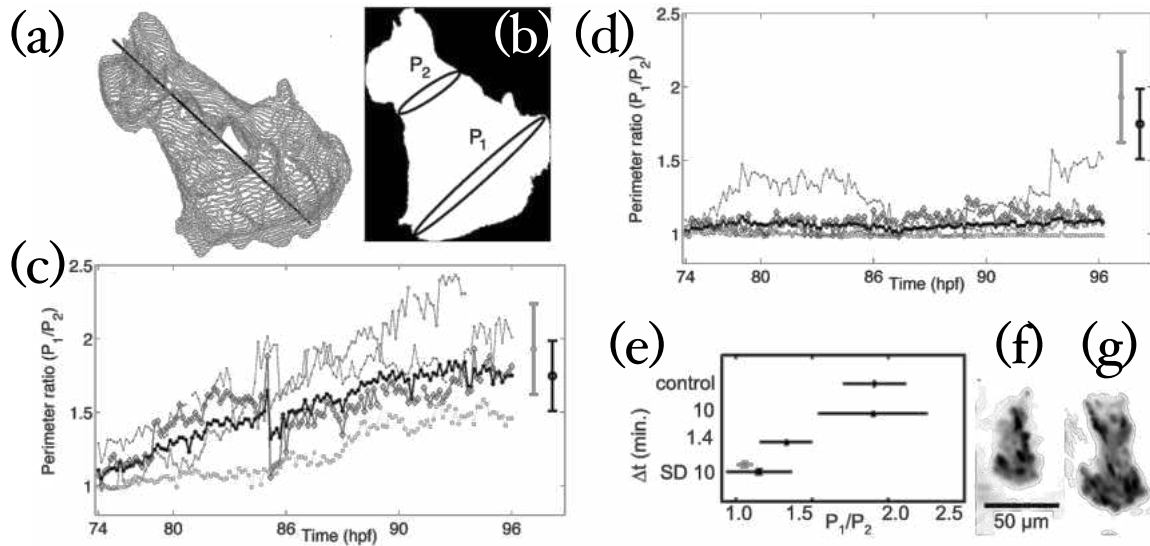 (a)
(b)
P2
P1
(c)
Perimeter ratio (P1/P2)
2.5
2
1.5
1
74
80
86
90
96
Time (hpf)
(d)
Perimeter ratio (P1/P2)
2.5
2
1.5
1
74
80
86
90
96
Time (hpf)
(e)
Δt (min.)
control
10
1.4
SD 10
1.0
1.5
2.0
2.5
P1/P2
(f)
50 µm
(g)